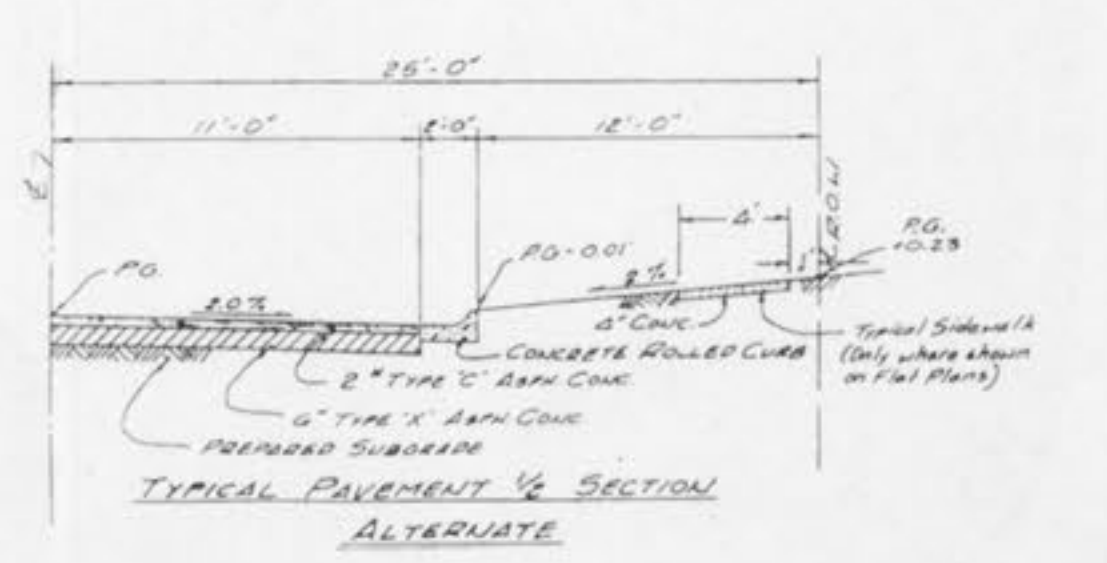 25'-0"
11'-0"
2'-0"
12'-0"
R.O.W.
4'
P.G.
+0.23
P.G.
P.G.-0.01'
2%
1'
2.0%
4" CONC.
Typical Sidewalk
(Only where shown
on Flat Plans)
CONCRETE ROLLED CURB
2" TYPE 'C' ASPH. CONC.
6" TYPE 'X' ASPH. CONC.
PREPARED SUBGRADE
TYPICAL PAVEMENT 1/2 SECTION
ALTERNATE